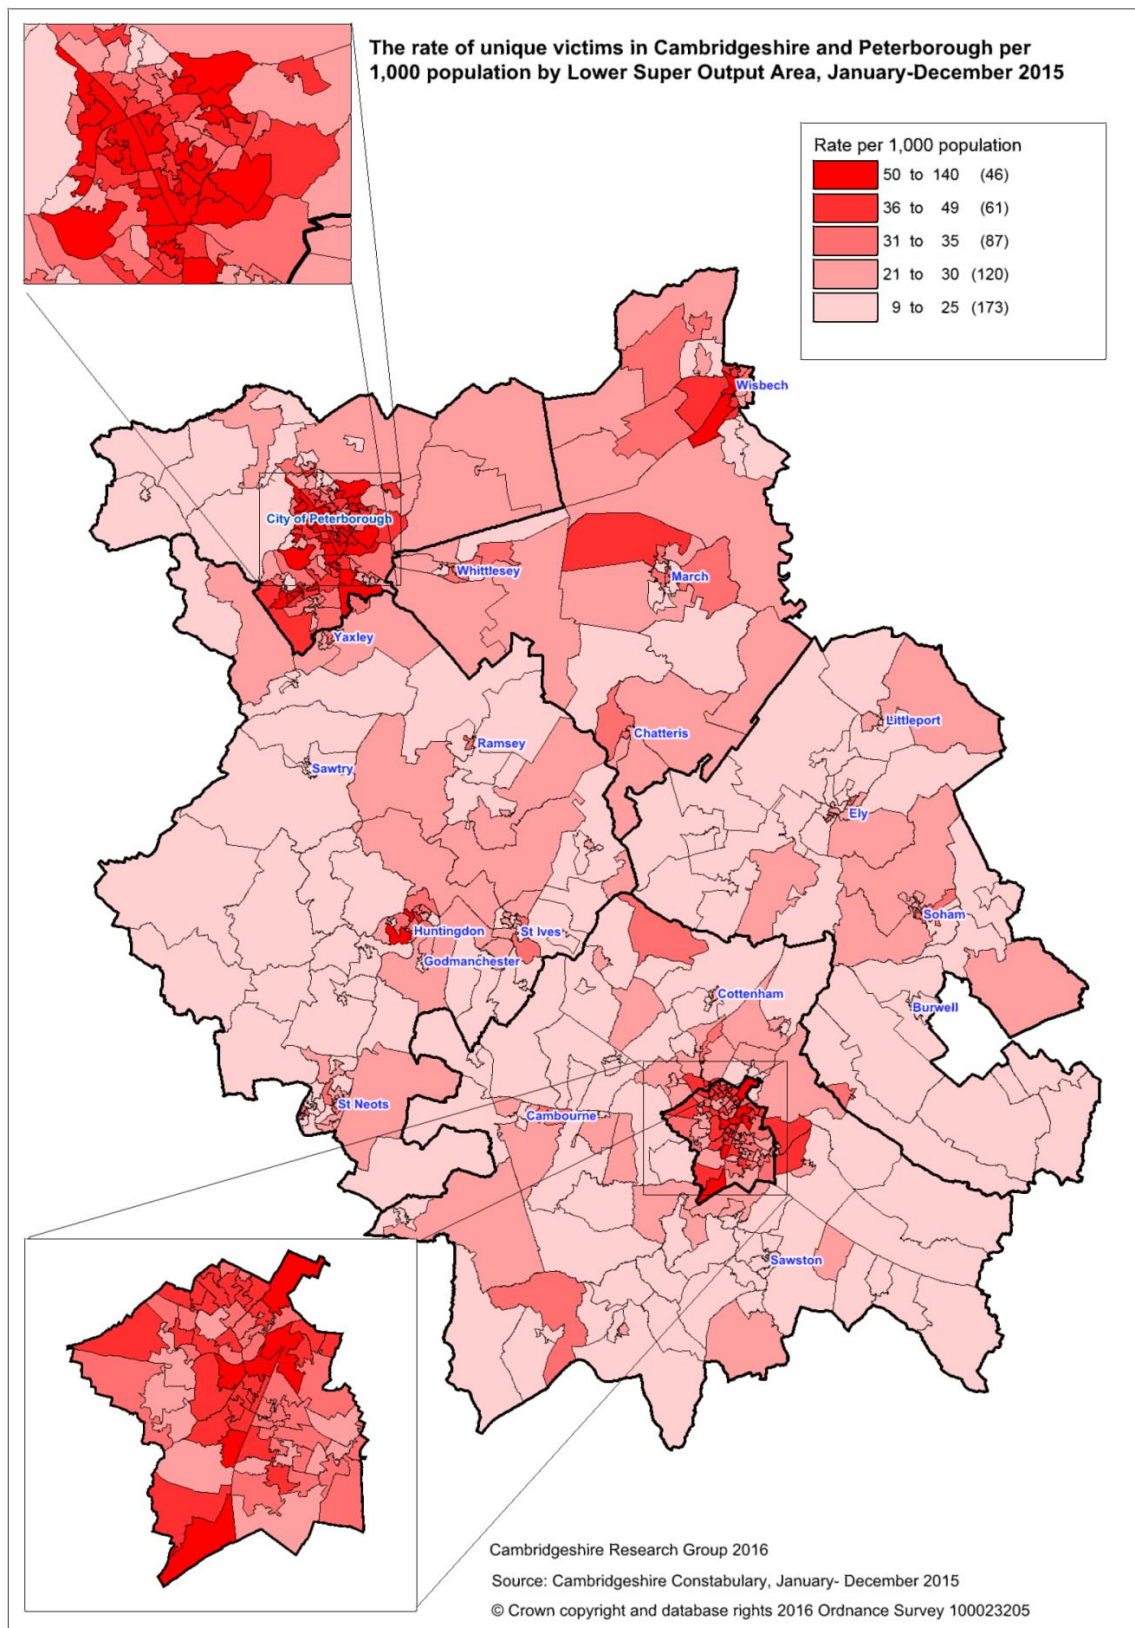 The rate of unique victims in Cambridgeshire and Peterborough per
1,000 population by Lower Super Output Area, January-December 2015
Rate per 1,000 population
50 to 140 (46)
36 to 49 (61)
31 to 35 (87)
21 to 30 (120)
9 to 25 (173)
Wisbech
City of Peterborough
Whittlesey
March
Yaxley
Littleport
Chatteris
Ramsey
Sawtry
Ely
Soham
Huntingdon
St Ives
Godmanchester
Cottenham
Burwell
St Neots
Cambourne
Sawston
Cambridgeshire Research Group 2016
Source: Cambridgeshire Constabulary, January- December 2015
© Crown copyright and database rights 2016 Ordnance Survey 100023205